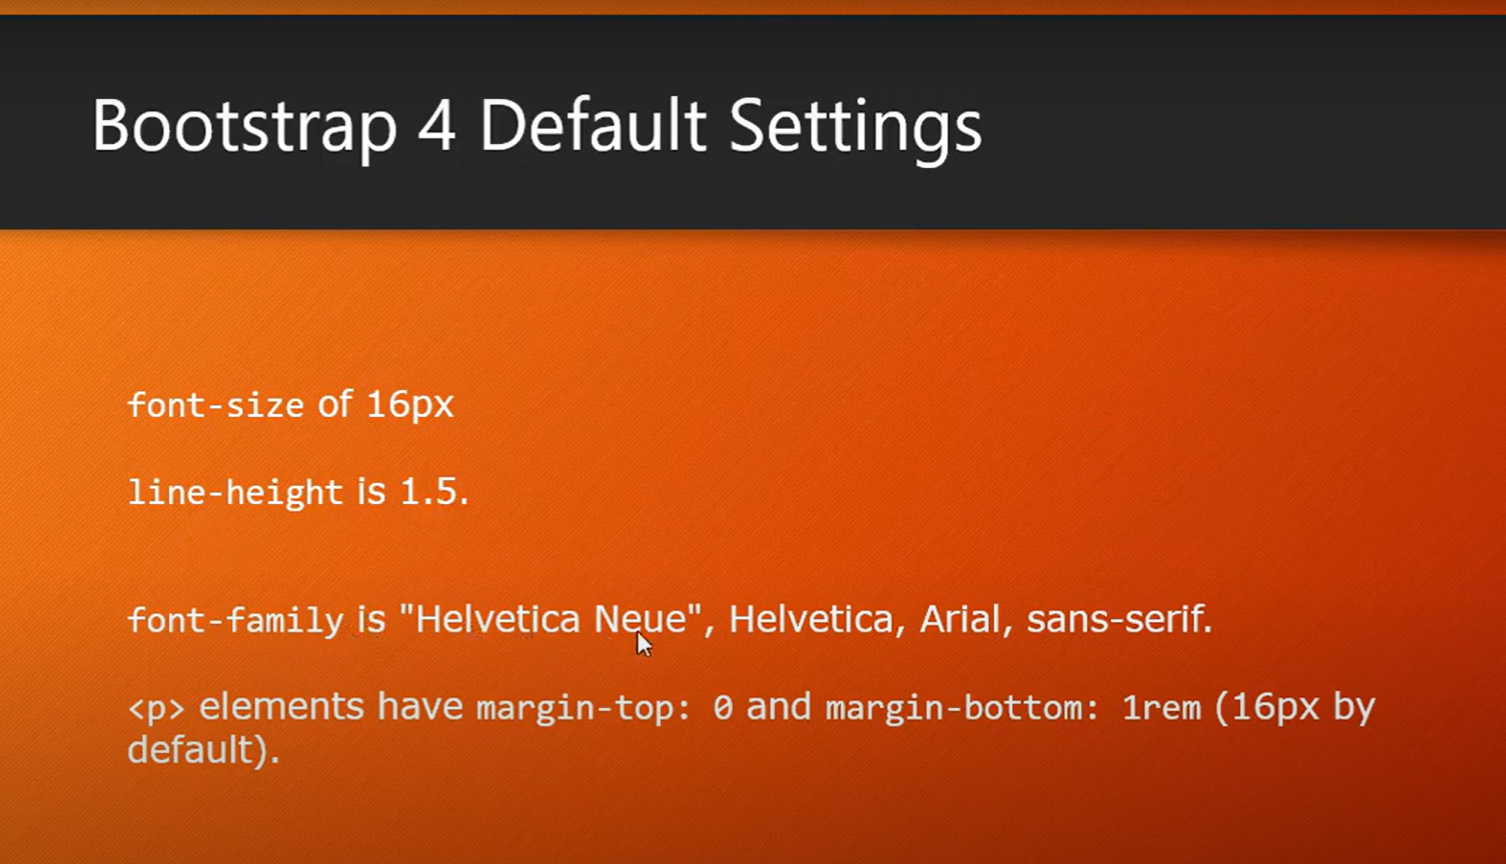 Bootstrap 4 Default Settings
font-size of 16px
line-height is 1.5.
font-family is "Helvetica Neue", Helvetica, Arial, sans-serif.
<p> elements have margin-top: 0 and margin-bottom: 1rem (16px by
default).